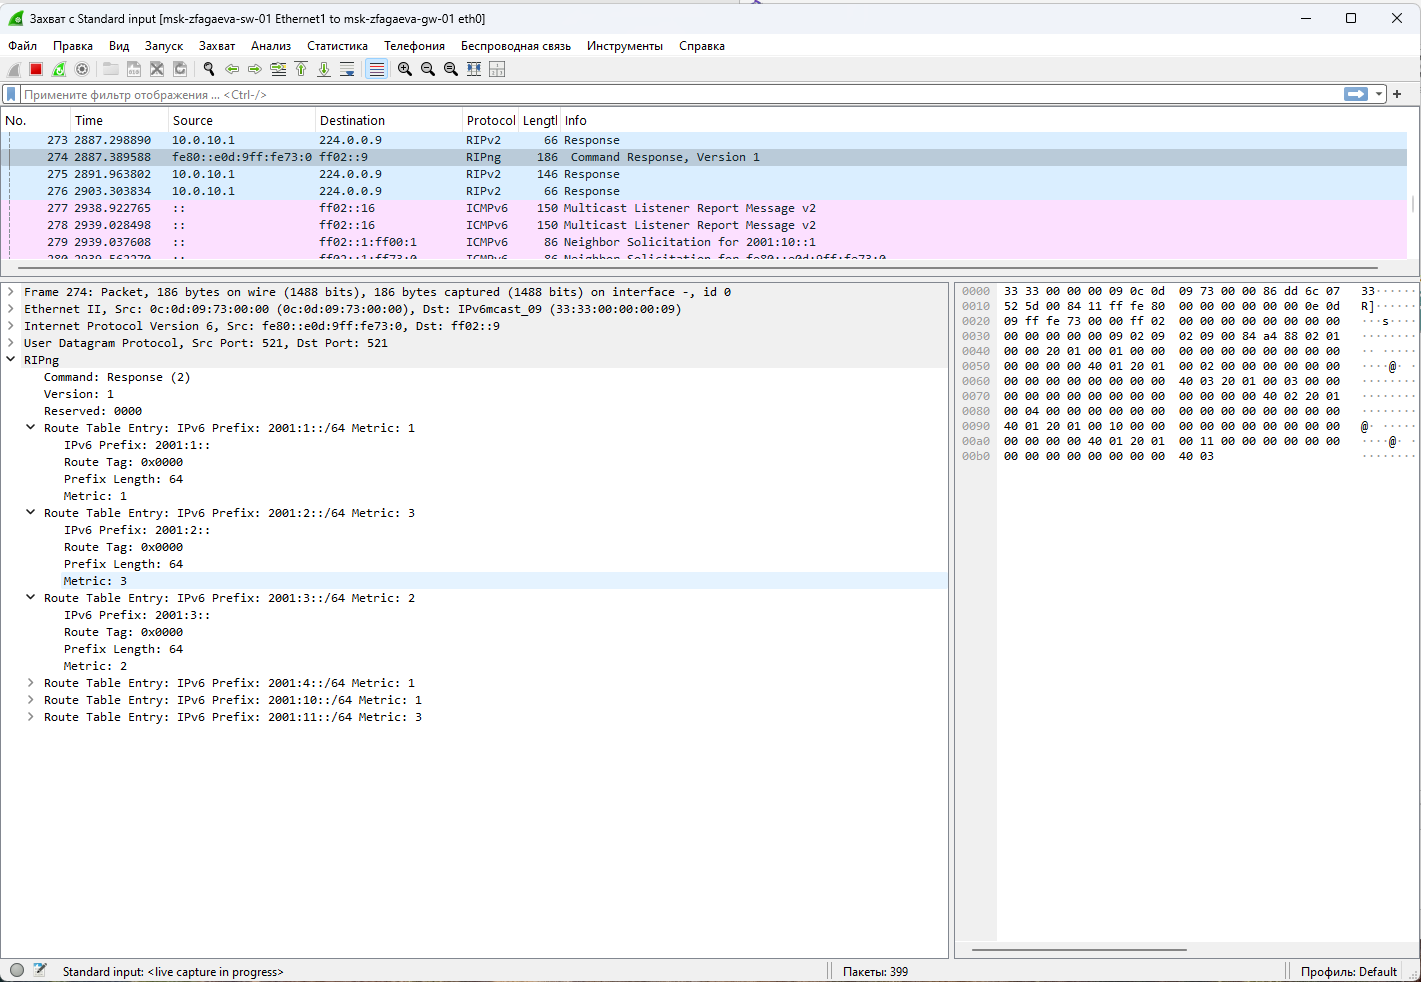 Захват с Standard input [msk-zfagaeva-sw-01 Ethernet1 to msk-zfagaeva-gw-01 eth0]
Файл Правка Вид Запуск Захват Анализ Статистика Телефония Беспроводная связь Инструменты Справка
Примените фильтр отображения ... <Ctrl-/>
No. Time Source Destination Protocol Lengtl Info
273 2887.298890 10.0.10.1 224.0.0.9 RIPv2 66 Response
274 2887.389588 fe80::e0d:9ff:fe73:0 ff02::9 RIPng 186 Command Response, Version 1
275 2891.963802 10.0.10.1 224.0.0.9 RIPv2 146 Response
276 2903.303834 10.0.10.1 224.0.0.9 RIPv2 66 Response
277 2938.922765 :: ff02::16 ICMPv6 150 Multicast Listener Report Message v2
278 2939.028498 :: ff02::16 ICMPv6 150 Multicast Listener Report Message v2
279 2939.037608 :: ff02::1:ff00:1 ICMPv6 86 Neighbor Solicitation for 2001:10::1
280 2939.562270 :: ff02::1:ff73:0 ICMPv6 86 Neighbor Solicitation for fe80::e0d:9ff:fe73:0
Frame 274: Packet, 186 bytes on wire (1488 bits), 186 bytes captured (1488 bits) on interface -, id 0
Ethernet II, Src: 0c:0d:09:73:00:00 (0c:0d:09:73:00:00), Dst: IPv6mcast_09 (33:33:00:00:00:09)
Internet Protocol Version 6, Src: fe80::e0d:9ff:fe73:0, Dst: ff02::9
User Datagram Protocol, Src Port: 521, Dst Port: 521
RIPng
Command: Response (2)
Version: 1
Reserved: 0000
Route Table Entry: IPv6 Prefix: 2001:1::/64 Metric: 1
IPv6 Prefix: 2001:1::
Route Tag: 0x0000
Prefix Length: 64
Metric: 1
Route Table Entry: IPv6 Prefix: 2001:2::/64 Metric: 3
IPv6 Prefix: 2001:2::
Route Tag: 0x0000
Prefix Length: 64
Metric: 3
Route Table Entry: IPv6 Prefix: 2001:3::/64 Metric: 2
IPv6 Prefix: 2001:3::
Route Tag: 0x0000
Prefix Length: 64
Metric: 2
Route Table Entry: IPv6 Prefix: 2001:4::/64 Metric: 1
Route Table Entry: IPv6 Prefix: 2001:10::/64 Metric: 1
Route Table Entry: IPv6 Prefix: 2001:11::/64 Metric: 3
0000 33 33 00 00 00 09 0c 0d 09 73 00 00 86 dd 6c 07 33······
0010 52 5d 00 84 11 ff fe 80 00 00 00 00 00 00 0e 0d R]·····
0020 09 ff fe 73 00 00 ff 02 00 00 00 00 00 00 00 00 ···s···
0030 00 00 00 00 00 09 02 09 02 09 00 84 a4 88 02 01 ·······
0040 00 00 20 01 00 01 00 00 00 00 00 00 00 00 00 00 ·· ····
0050 00 00 00 00 40 01 20 01 00 02 00 00 00 00 00 00 ····@· 
0060 00 00 00 00 00 00 00 00 40 03 20 01 00 03 00 00 ········
0070 00 00 00 00 00 00 00 00 00 00 00 00 40 02 20 01 ········
0080 00 04 00 00 00 00 00 00 00 00 00 00 00 00 00 00 ········
0090 40 01 20 01 00 10 00 00 00 00 00 00 00 00 00 00 @· ·····
00a0 00 00 00 00 40 01 20 01 00 11 00 00 00 00 00 00 ····@· ·
00b0 00 00 00 00 00 00 00 00 40 03 ········
Standard input: <live capture in progress> Пакеты: 399 Профиль: Default